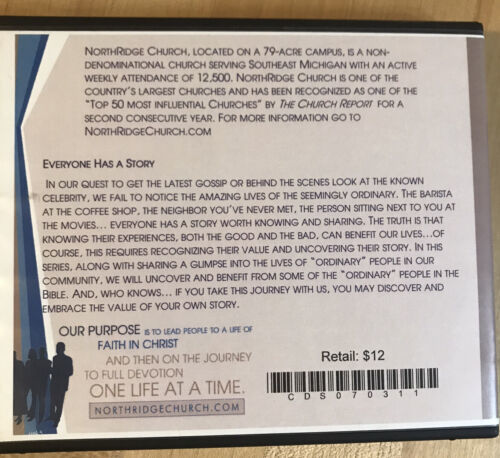 NorthRidge Church, located on a 79-acre campus, is a non-
denominational church serving Southeast Michigan with an active
weekly attendance of 12,500. NorthRidge Church is one of the
country's largest churches and has been recognized as one of the
"Top 50 most influential Churches" by The Church Report for a
second consecutive year. For more information go to
NorthRidgeChurch.com
Everyone Has a Story
In our quest to get the latest gossip or behind the scenes look at the known
celebrity, we fail to notice the amazing lives of the seemingly ordinary. The barista
at the coffee shop, the neighbor you've never met, the person sitting next to you at
the movies... everyone has a story worth knowing and sharing. The truth is that
knowing their experiences, both the good and the bad, can benefit our lives...of
course, this requires recognizing their value and uncovering their story. In this
series, along with sharing a glimpse into the lives of "ordinary" people in our
community, we will uncover and benefit from some of the "ordinary" people in the
Bible. And, who knows... if you take this journey with us, you may discover and
embrace the value of your own story.
OUR PURPOSE IS TO LEAD PEOPLE TO A LIFE OF
FAITH IN CHRIST
AND THEN ON THE JOURNEY
TO FULL DEVOTION
ONE LIFE AT A TIME.
NORTHRIDGECHURCH.COM
Retail: $12
CDS070311